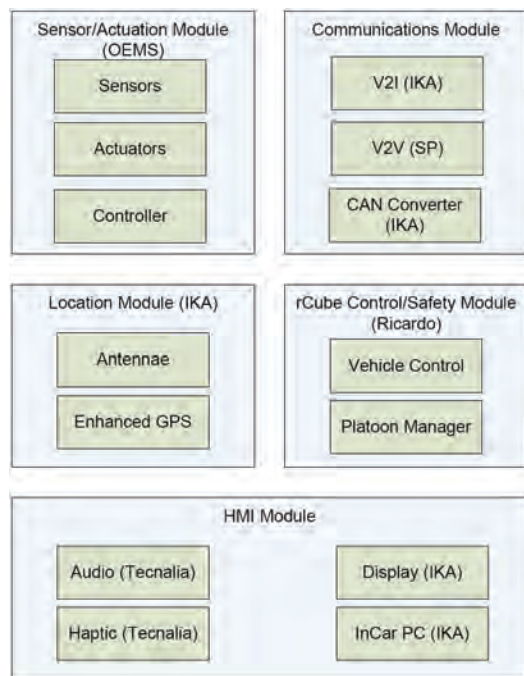 Sensor/Actuation Module
(OEMS)
Sensors
Actuators
Controller
Communications Module
V2I (IKA)
V2V (SP)
CAN Converter
(IKA)
Location Module (IKA)
Antennae
Enhanced GPS
rCube Control/Safety Module
(Ricardo)
Vehicle Control
Platoon Manager
HMI Module
Audio (Tecnalia)
Haptic (Tecnalia)
Display (IKA)
InCar PC (IKA)